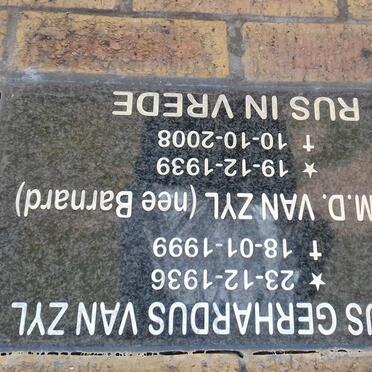 US GERHARDUS VAN ZYL
★ 23-12-1936
† 18-01-1999
M.D. VAN ZYL (nee Barnard)
★ 19-12-1939
† 10-10-2008
RUS IN VREDE